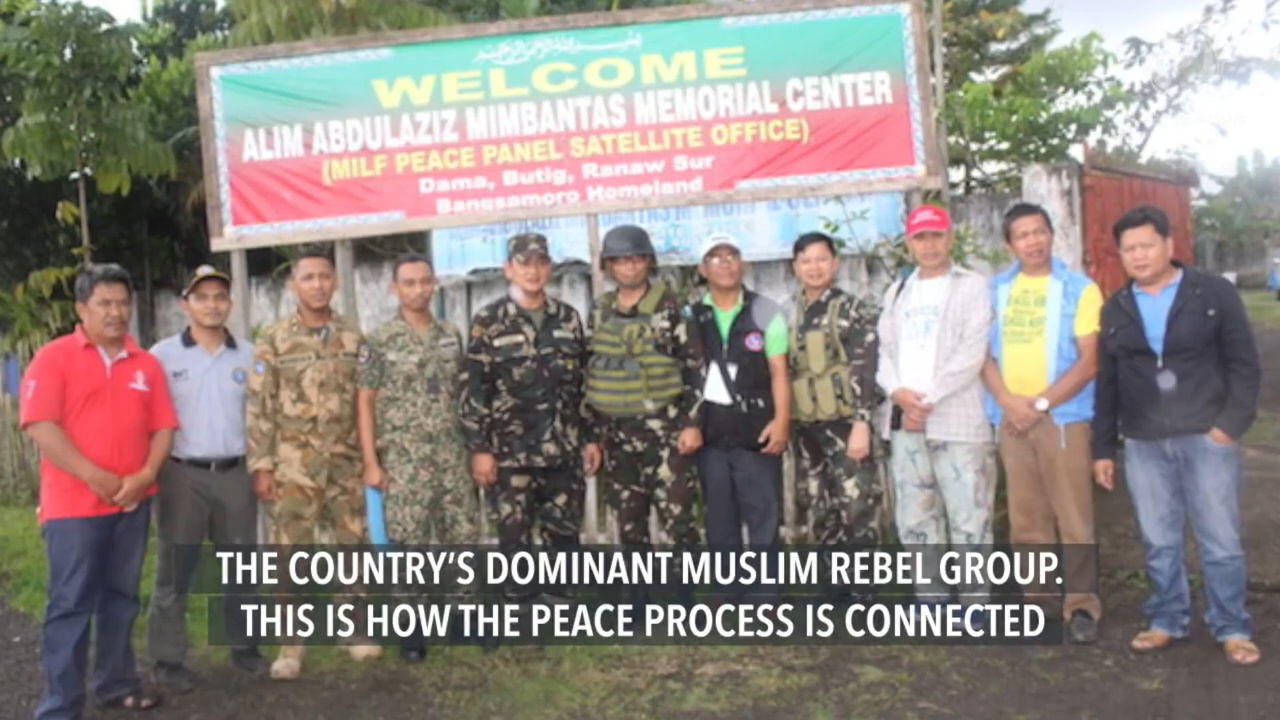 بسم الله الرحمن الرحيم
WELCOME
ALIM ABDULAZIZ MIMBANTAS MEMORIAL CENTER
(MILF PEACE PANEL SATELLITE OFFICE)
Dama, Butig, Ranaw Sur
Bangsamoro Homeland
THE COUNTRY'S DOMINANT MUSLIM REBEL GROUP.
THIS IS HOW THE PEACE PROCESS IS CONNECTED